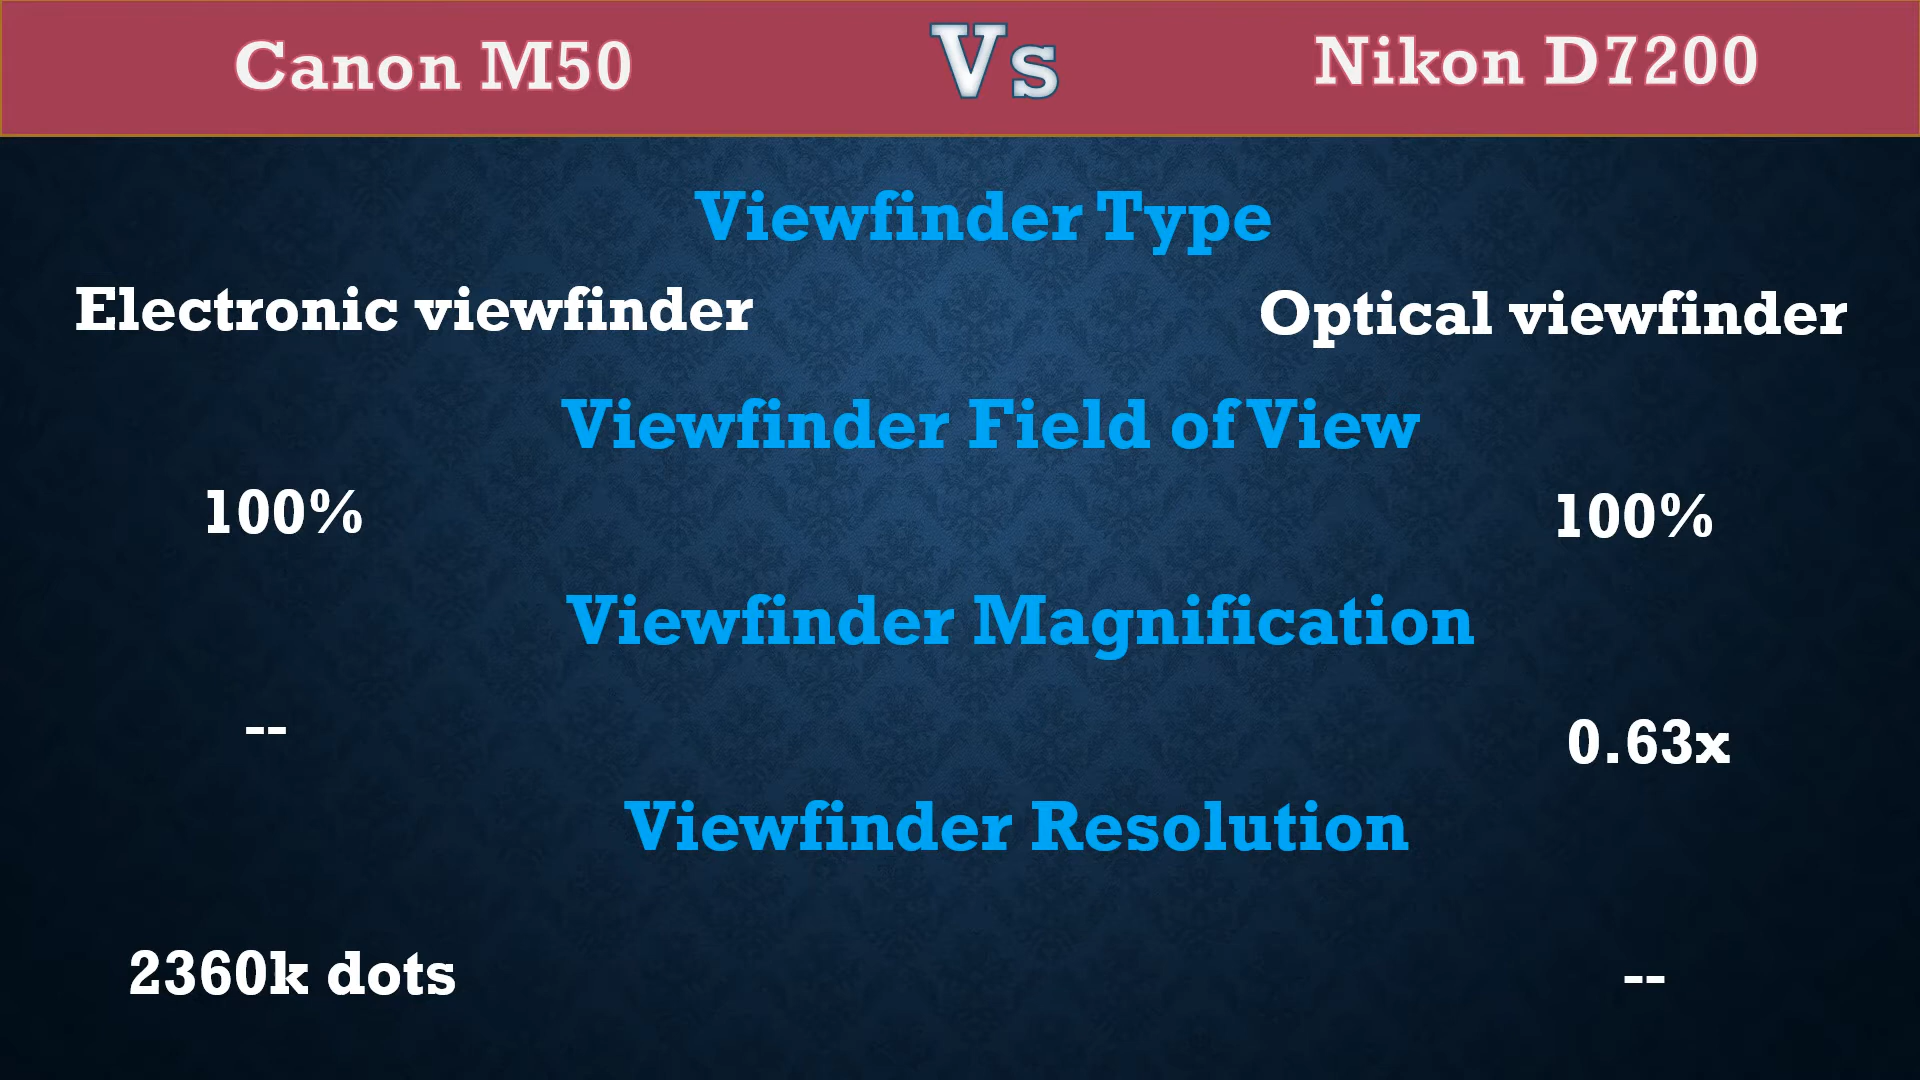 Canon M50 Vs Nikon D7200
Viewfinder Type
Electronic viewfinder Optical viewfinder
Viewfinder Field of View
100% 100%
Viewfinder Magnification
-- 0.63x
Viewfinder Resolution
2360k dots --